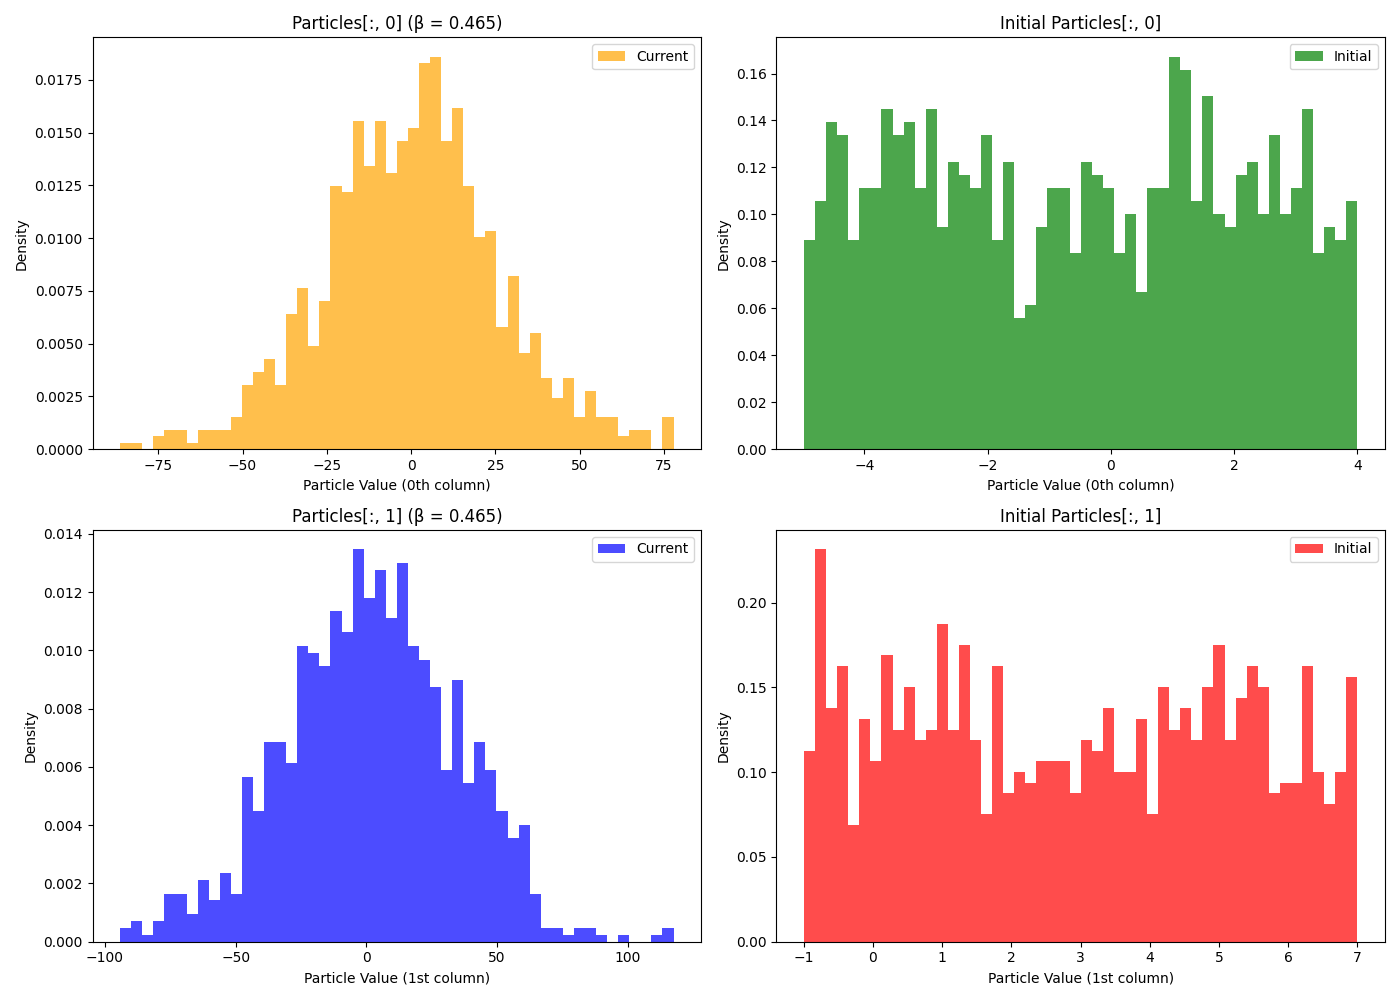 Particles[:, 0] (β = 0.465)
Current
0.0175
0.0150
0.0125
0.0100
0.0075
0.0050
0.0025
0.0000
Density
−75 −50 −25 0 25 50 75
Particle Value (0th column)
Initial Particles[:, 0]
Initial
0.16
0.14
0.12
0.10
0.08
0.06
0.04
0.02
0.00
Density
−4 −2 0 2 4
Particle Value (0th column)
Particles[:, 1] (β = 0.465)
Current
0.014
0.012
0.010
0.008
0.006
0.004
0.002
0.000
Density
−100 −50 0 50 100
Particle Value (1st column)
Initial Particles[:, 1]
Initial
0.20
0.15
0.10
0.05
0.00
Density
−1 0 1 2 3 4 5 6 7
Particle Value (1st column)